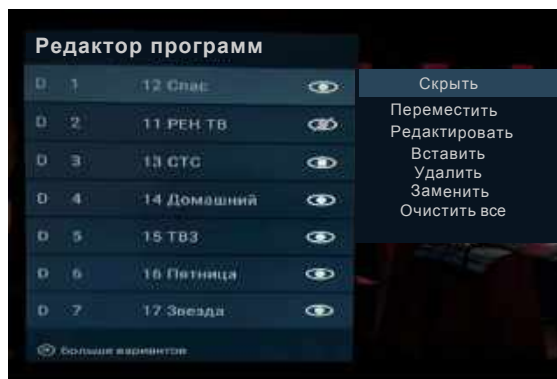 Редактор программ
D 1 12 Спас
D 2 11 РЕН ТВ
D 3 13 СТС
D 4 14 Домашний
D 5 15 ТВ3
D 6 16 Пятница
D 7 17 Звезда
Больше вариантов
Скрыть
Переместить
Редактировать
Вставить
Удалить
Заменить
Очистить все